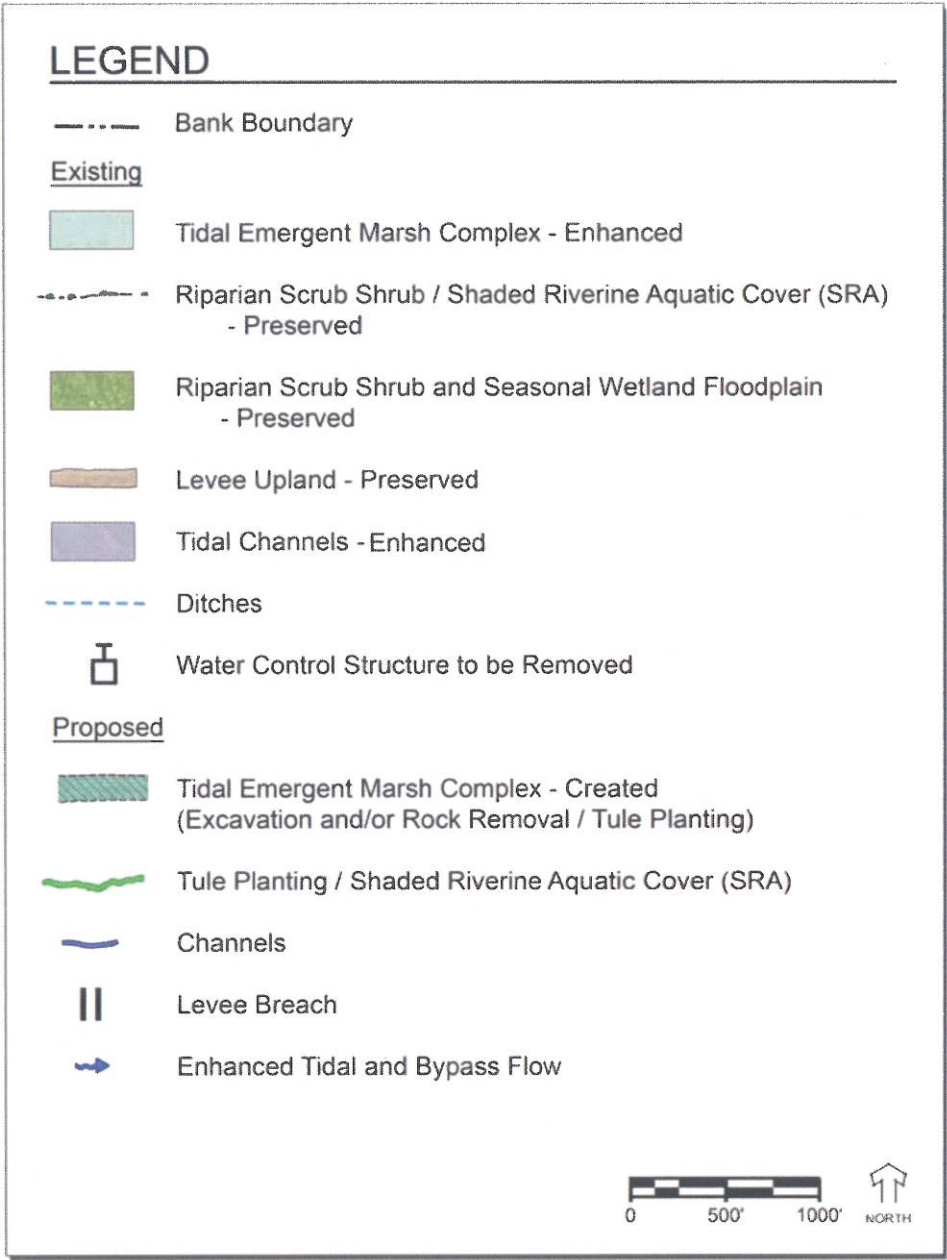 LEGEND
Bank Boundary
Existing
Tidal Emergent Marsh Complex - Enhanced
Riparian Scrub Shrub / Shaded Riverine Aquatic Cover (SRA)
- Preserved
Riparian Scrub Shrub and Seasonal Wetland Floodplain
- Preserved
Levee Upland - Preserved
Tidal Channels - Enhanced
Ditches
Water Control Structure to be Removed
Proposed
Tidal Emergent Marsh Complex - Created
(Excavation and/or Rock Removal / Tule Planting)
Tule Planting / Shaded Riverine Aquatic Cover (SRA)
Channels
Levee Breach
Enhanced Tidal and Bypass Flow
0 500' 1000' NORTH